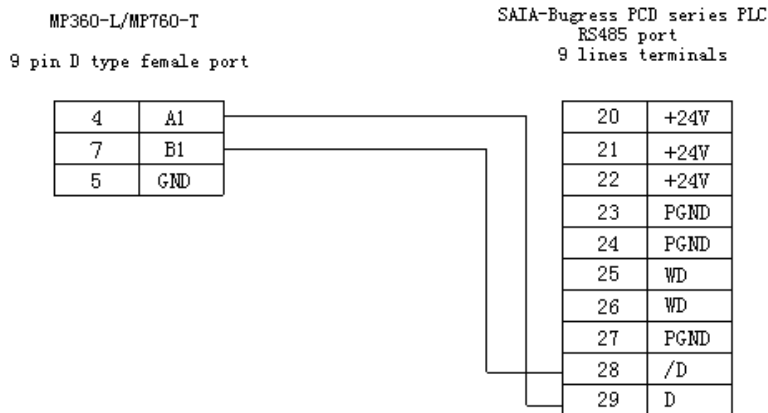 MP360-L/MP760-T
9 pin D type female port
SAIA-Bugress PCD series PLC
RS485 port
9 lines terminals
4 A1
7 B1
5 GND
20 +24V
21 +24V
22 +24V
23 PGND
24 PGND
25 WD
26 WD
27 PGND
28 /D
29 D